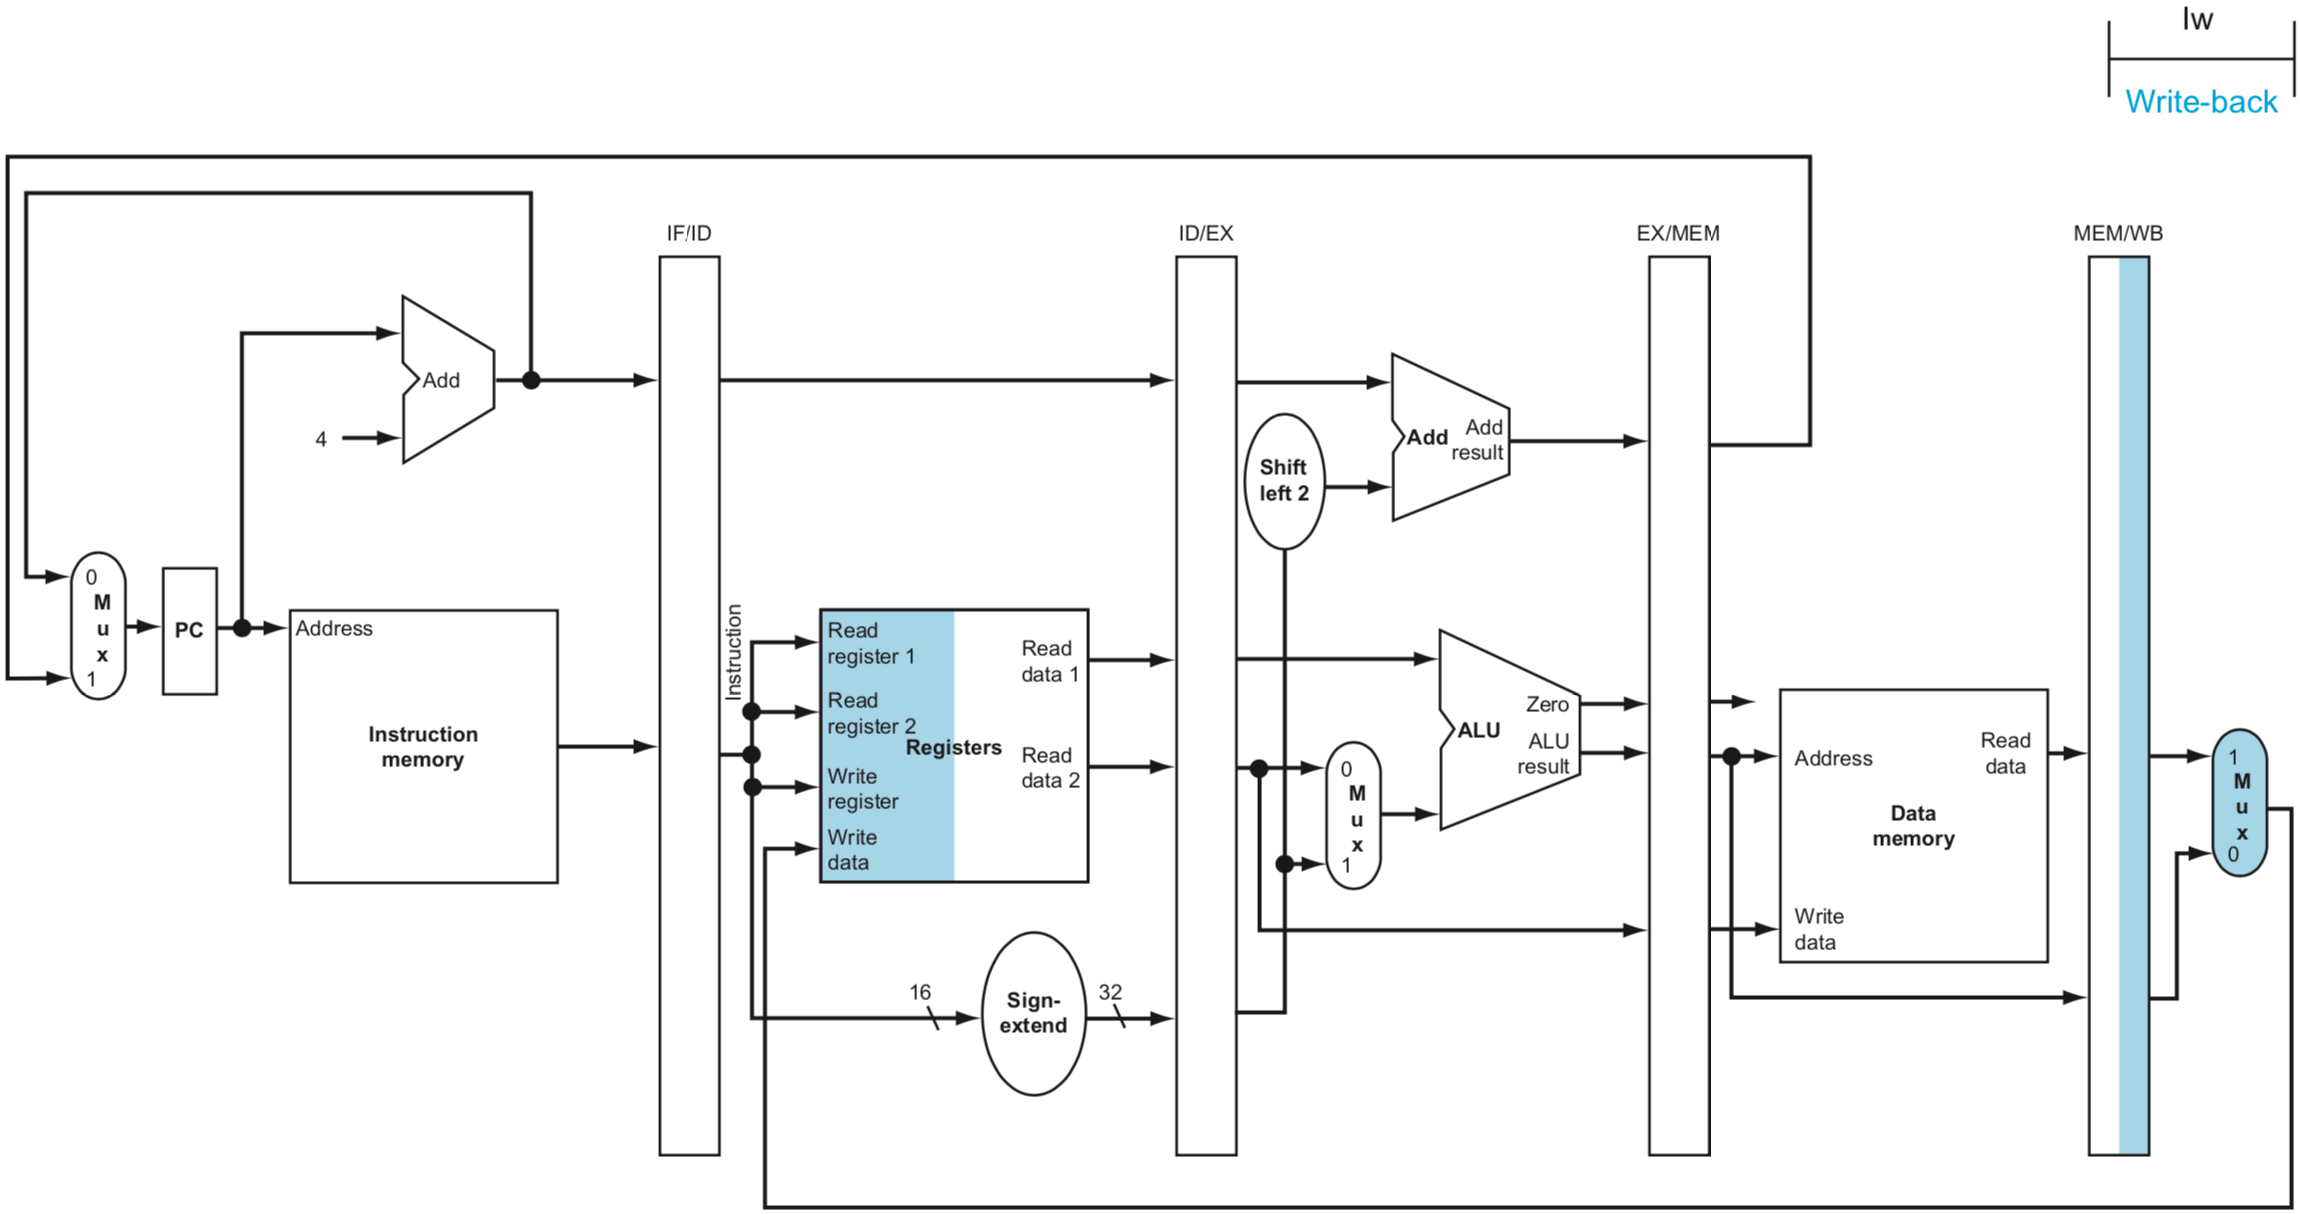 lw
Write-back
IF/ID
ID/EX
EX/MEM
MEM/WB
Add
4
Add
Add
result
Shift
left 2
0
M
u
x
1
PC
Address
Instruction
memory
Instruction
Read
register 1
Read
register 2
Write
register
Write
data
Registers
Read
data 1
Read
data 2
16
Sign-
extend
32
0
M
u
x
1
ALU
Zero
ALU
result
Address
Read
data
Data
memory
Write
data
1
M
u
x
0